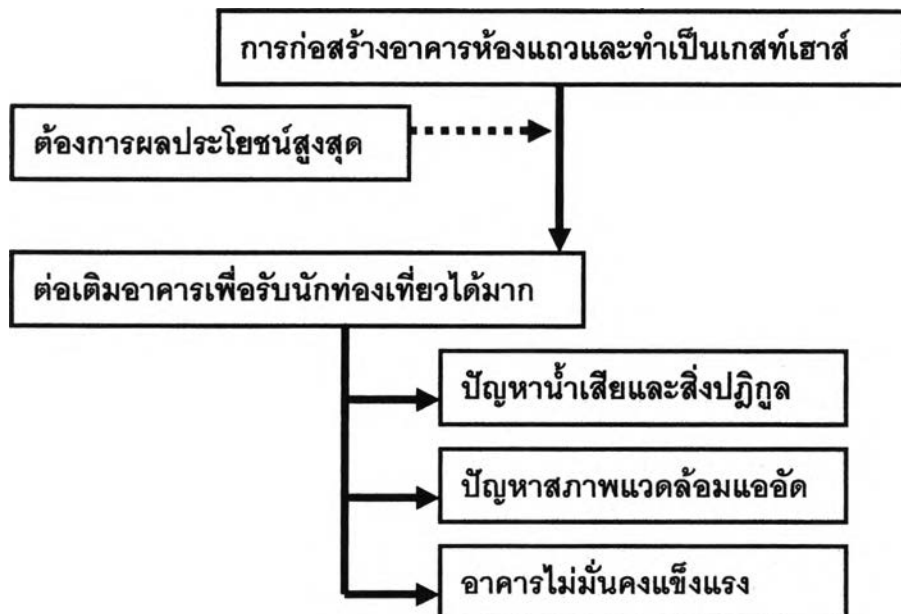 การก่อสร้างอาคารห้องแถวและทำเป็นเกสท์เฮาส์
ต้องการผลประโยชน์สูงสุด
ต่อเติมอาคารเพื่อรับนักท่องเที่ยวได้มาก
ปัญหาน้ำเสียและสิ่งปฎิกูล
ปัญหาสภาพแวดล้อมแออัด
อาคารไม่มั่นคงแข็งแรง